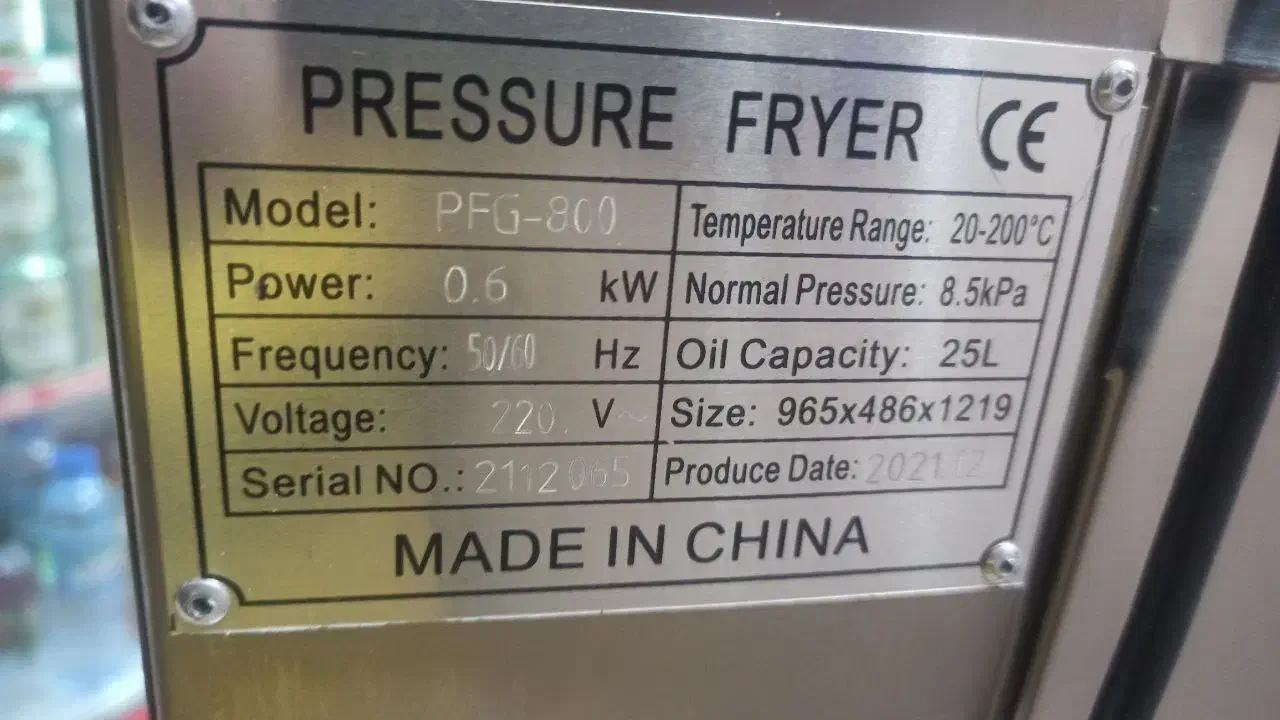 PRESSURE FRYER CE
Model: PFG-800 Temperature Range: 20-200°C
Power: 0.6 kW Normal Pressure: 8.5kPa
Frequency: 50/60 Hz Oil Capacity: 25L
Voltage: 220 V~ Size: 965x486x1219
Serial NO.: 2112065 Produce Date: 202112
MADE IN CHINA